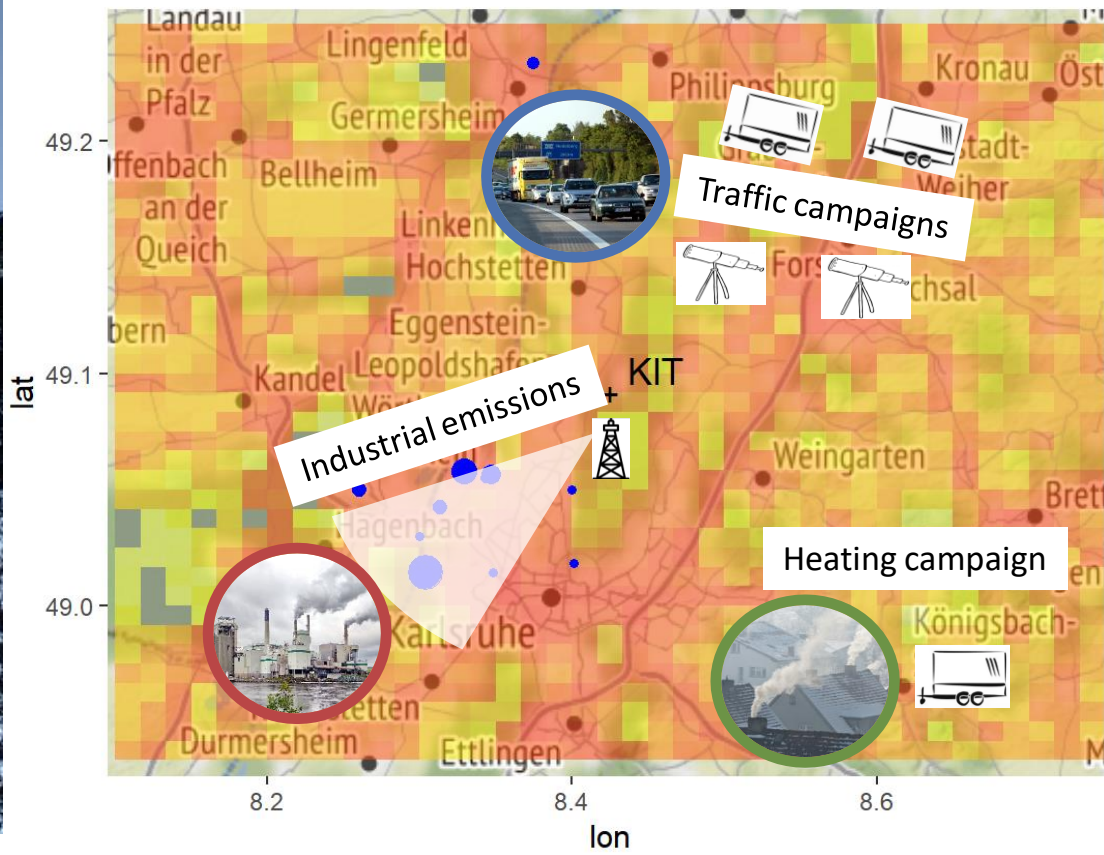 Landau
in der
Pfalz
Lingenfeld
Germersheim
Philippsburg
Kronau
49.2
Bellheim
an der
Queich
Weiher
Traffic campaigns
Hochstetten
Eggenstein-
Leopoldshafen
49.1
Kandel
KIT
lat
Industrial emissions
Weingarten
Hagenbach
Heating campaign
49.0
Karlsruhe
Königsbach-
Durmersheim
Ettlingen
8.2
8.4
8.6
lon